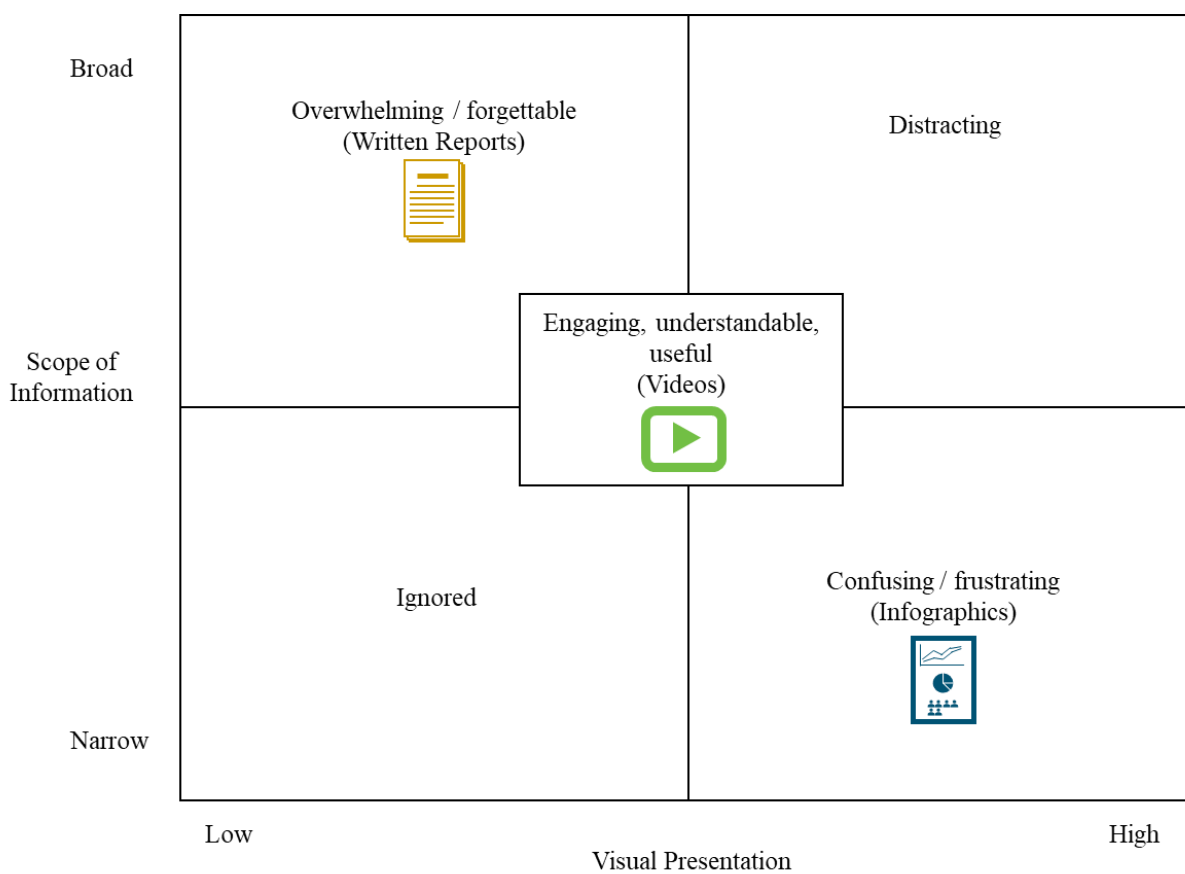 Broad
Overwhelming / forgettable
(Written Reports)
Distracting
Engaging, understandable,
useful
(Videos)
Scope of
Information
Ignored
Confusing / frustrating
(Infographics)
Narrow
Low
High
Visual Presentation